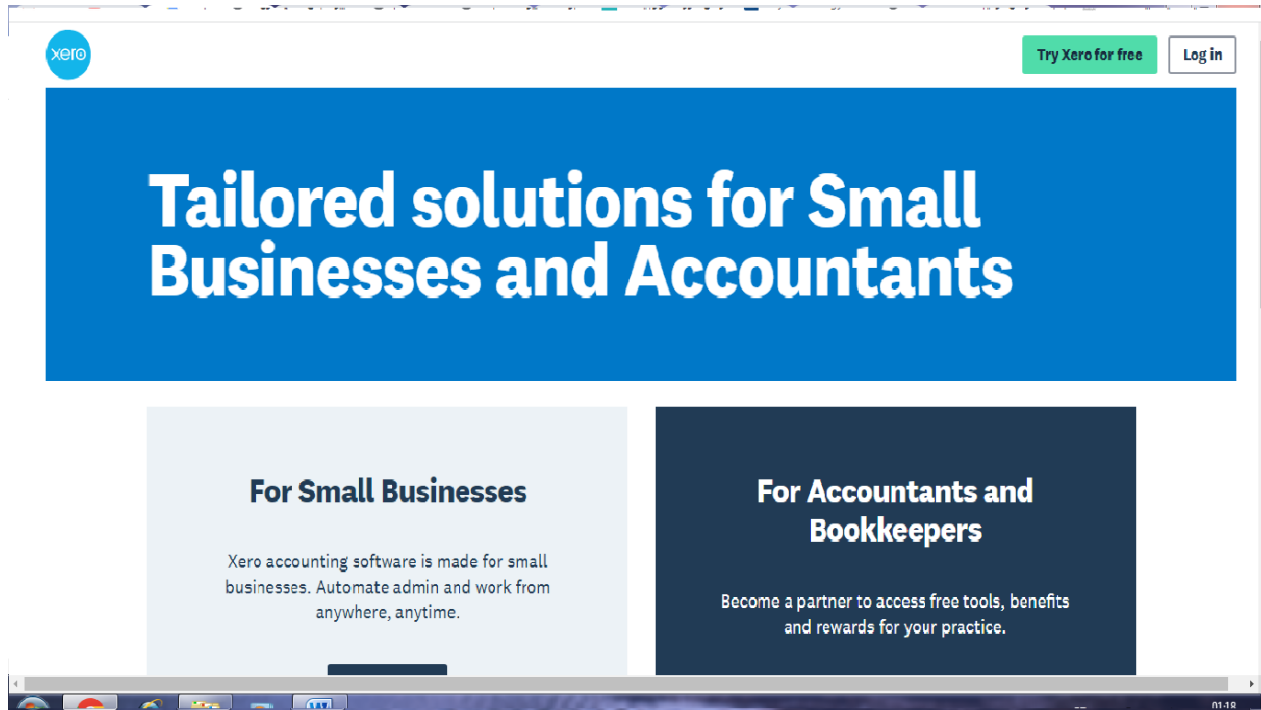 xero
Try Xero for free
Log in
Tailored solutions for Small
Businesses and Accountants
For Small Businesses
Xero accounting software is made for small
businesses. Automate admin and work from
anywhere, anytime.
For Accountants and
Bookkeepers
Become a partner to access free tools, benefits
and rewards for your practice.
01:18